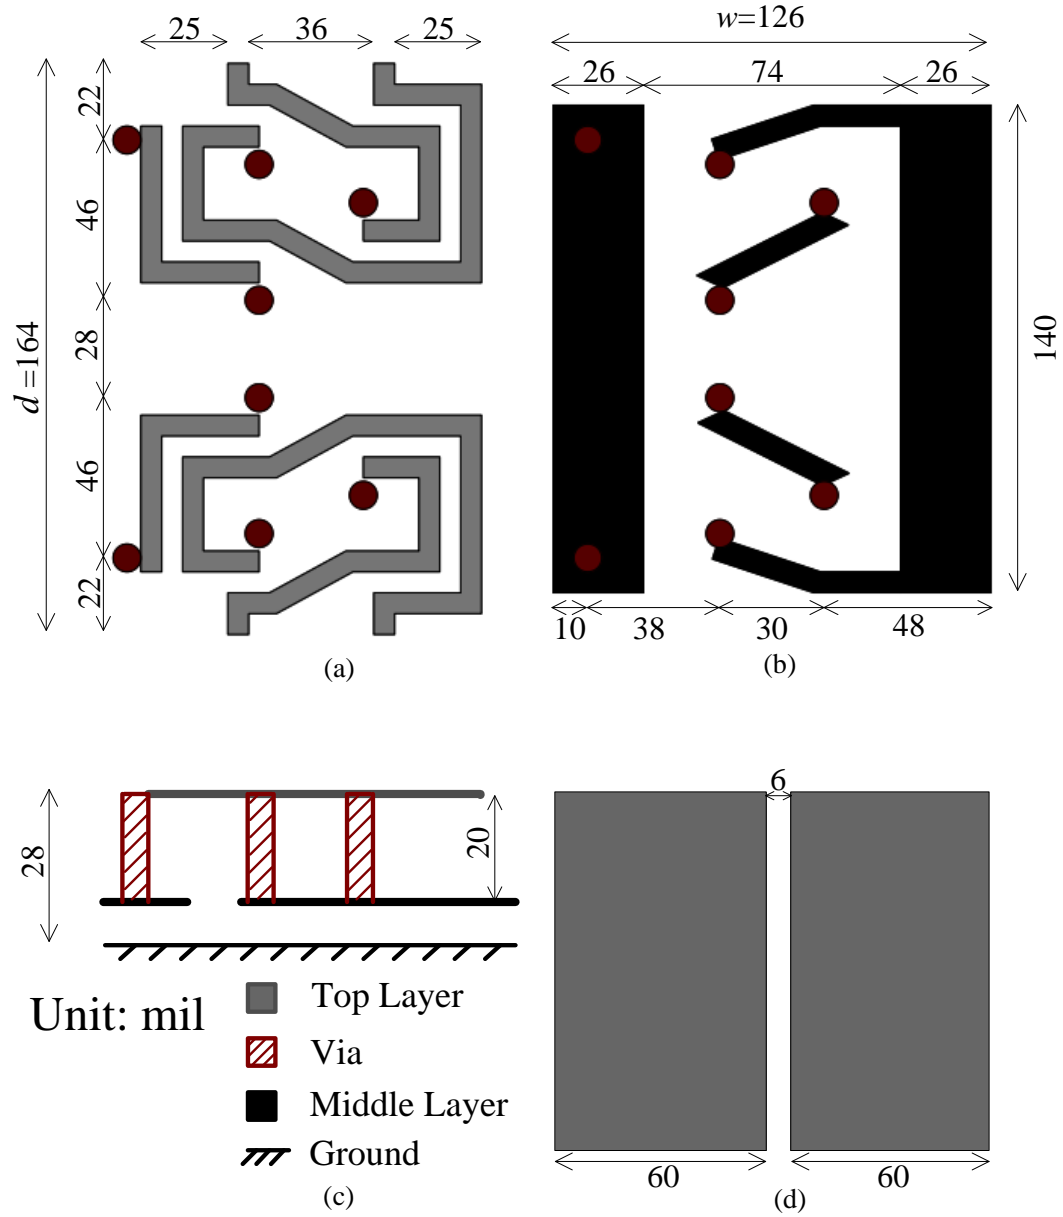 25 36 25
22
46
28
46
22
d=164
(a)
w=126
26 74 26
140
10 38 30 48
(b)
28
20
Unit: mil
Top Layer
Via
Middle Layer
Ground
(c)
6
60 60
(d)